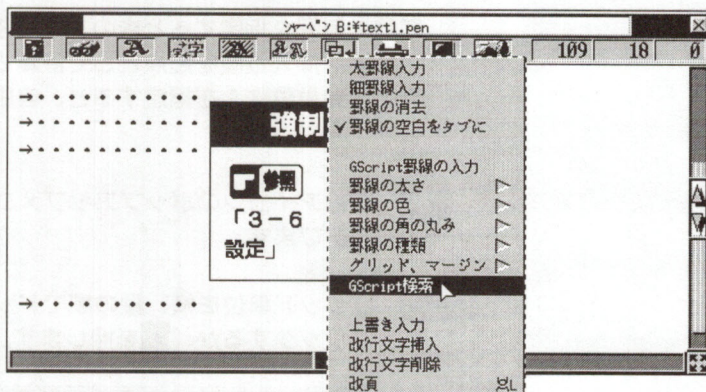 シャーペン B:¥text1.pen
109 18 0
強制
参照
「3-6
設定」
太罫線入力
細罫線入力
罫線の消去
✓罫線の空白をタブに
GScript罫線の入力
罫線の太さ
罫線の色
罫線の角の丸み
罫線の種類
グリッド、マージン
GScript検索
上書き入力
改行文字挿入
改行文字削除
改頁